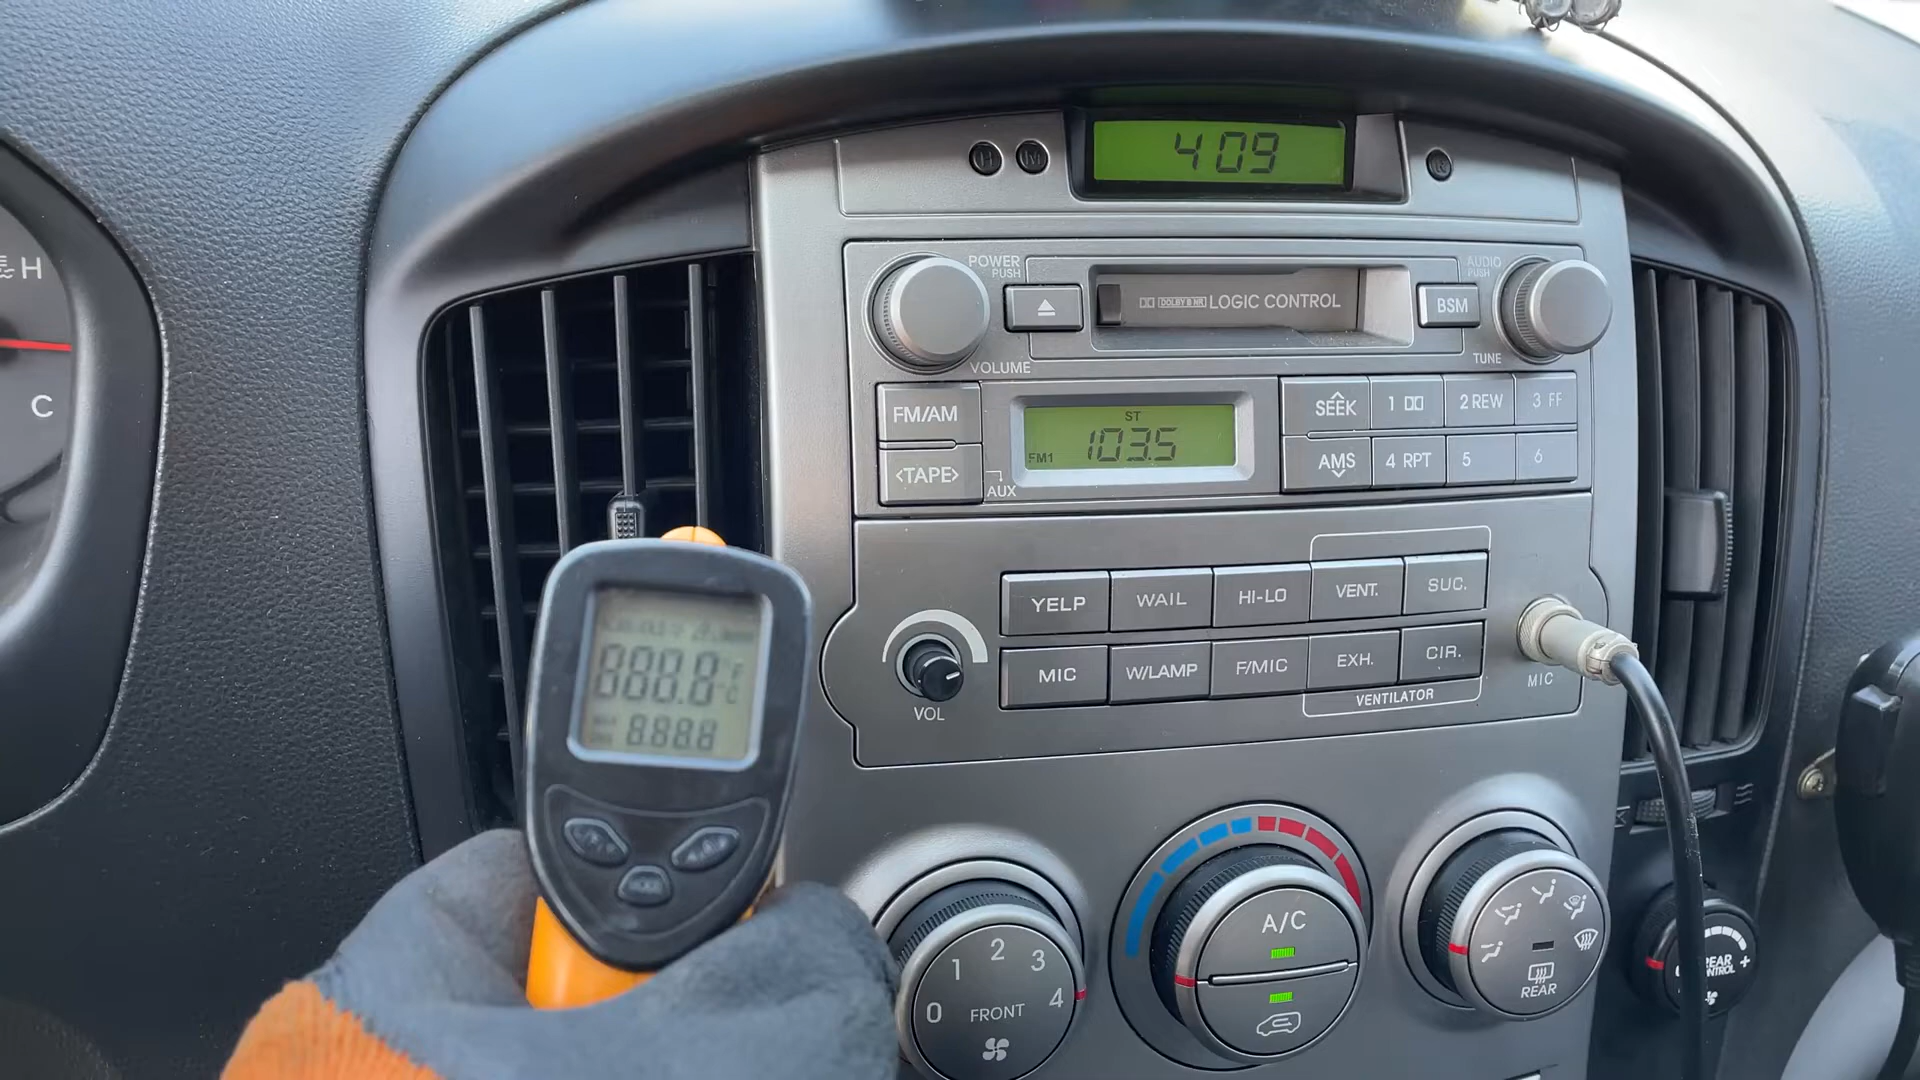 H
C
H
M
4:09
R
POWER
PUSH
VOLUME
DOLBY B NR LOGIC CONTROL
BSM
AUDIO
PUSH
TUNE
FM/AM
<TAPE>
AUX
ST
FM1 103.5
SEEK
1
2 REW
3 FF
AMS
4 RPT
5
6
YELP
WAIL
HI-LO
VENT.
SUC.
MIC
W/LAMP
F/MIC
EXH.
CIR.
VENTILATOR
VOL
MIC
888.8 °F °C
888.8
MODE
0 1 2 3 4
FRONT
A/C
REAR
REAR
CONTROL
+